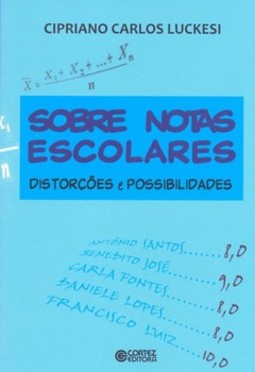 CIPRIANO CARLOS LUCKESI
X̅ = X₁ + X₂ + ... + Xₙ
n
X₁
n
SOBRE NOTAS
ESCOLARES
DISTORÇÕES e POSSIBILIDADES
ANTÔNIO SANTOS.......8,0
BENEDITO JOSÉ..........9,0
CARLA FONTES.........8,0
DANIELE LOPES.........8,0
FRANCISCO LUIZ......10,0
CORTEZ
EDITORA